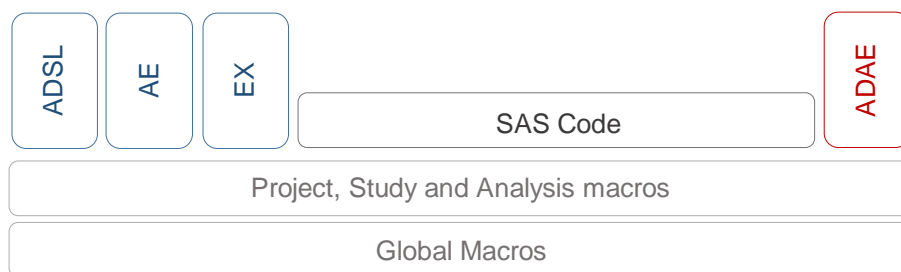 ADSL
AE
EX
SAS Code
ADAE
Project, Study and Analysis macros
Global Macros